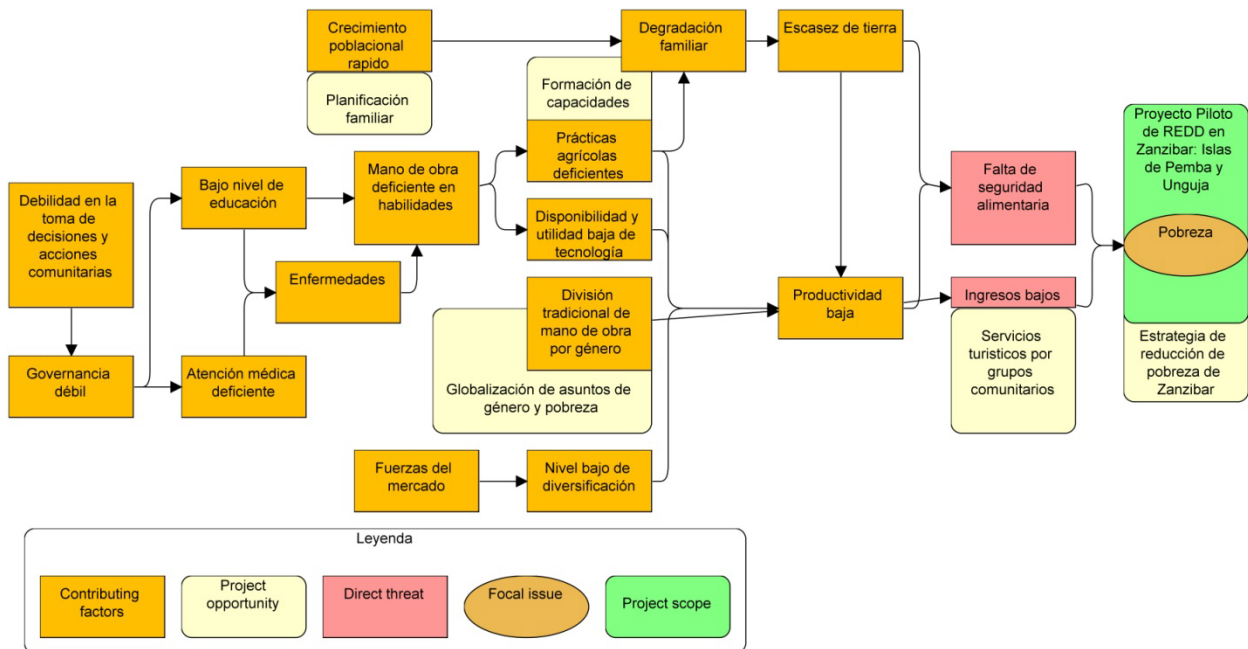 Crecimiento
poblacional
rapido
Planificación
familiar
Degradación
familiar
Escasez de tierra
Formación de
capacidades
Prácticas
agrícolas
deficientes
Mano de obra
deficiente en
habilidades
Bajo nivel de
educación
Debilidad en la
toma de
decisiones y
acciones
comunitarias
Disponibilidad y
utilidad baja de
tecnología
Enfermedades
División
tradicional de
mano de obra
por género
Globalización de asuntos de
género y pobreza
Governancia
débil
Atención médica
deficiente
Productividad
baja
Falta de
seguridad
alimentaria
Ingresos bajos
Servicios
turisticos por
grupos
comunitarios
Proyecto Piloto
de REDD en
Zanzibar: Islas
de Pemba y
Unguja
Pobreza
Estrategia de
reducción de
pobreza de
Zanzibar
Fuerzas del
mercado
Nivel bajo de
diversificación
Leyenda
Contributing
factors
Project
opportunity
Direct threat
Focal issue
Project scope